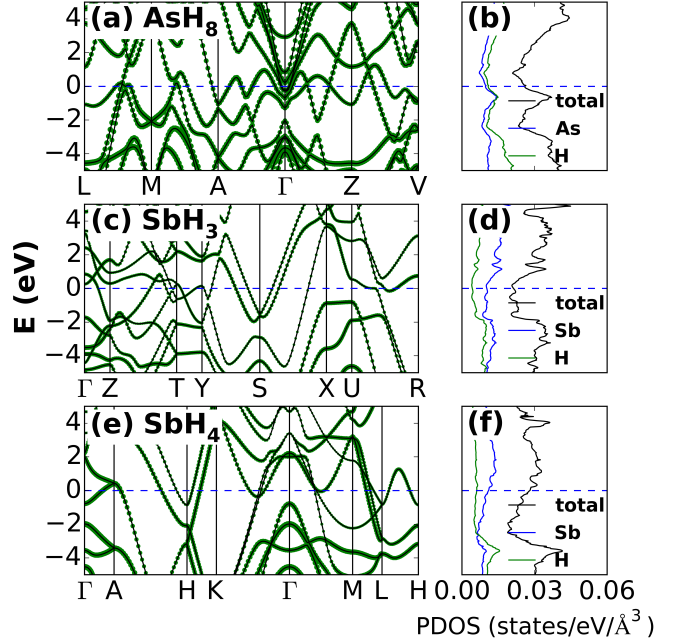 (a) AsH8
4
2
0
−2
−4
L M A Γ Z V
(b)
total
As
H
E (eV)
(c) SbH3
4
2
0
−2
−4
Γ Z T Y S X U R
(d)
total
Sb
H
(e) SbH4
4
2
0
−2
−4
Γ A H K Γ M L H
(f)
total
Sb
H
0.00 0.03 0.06
PDOS (states/eV/Å³)